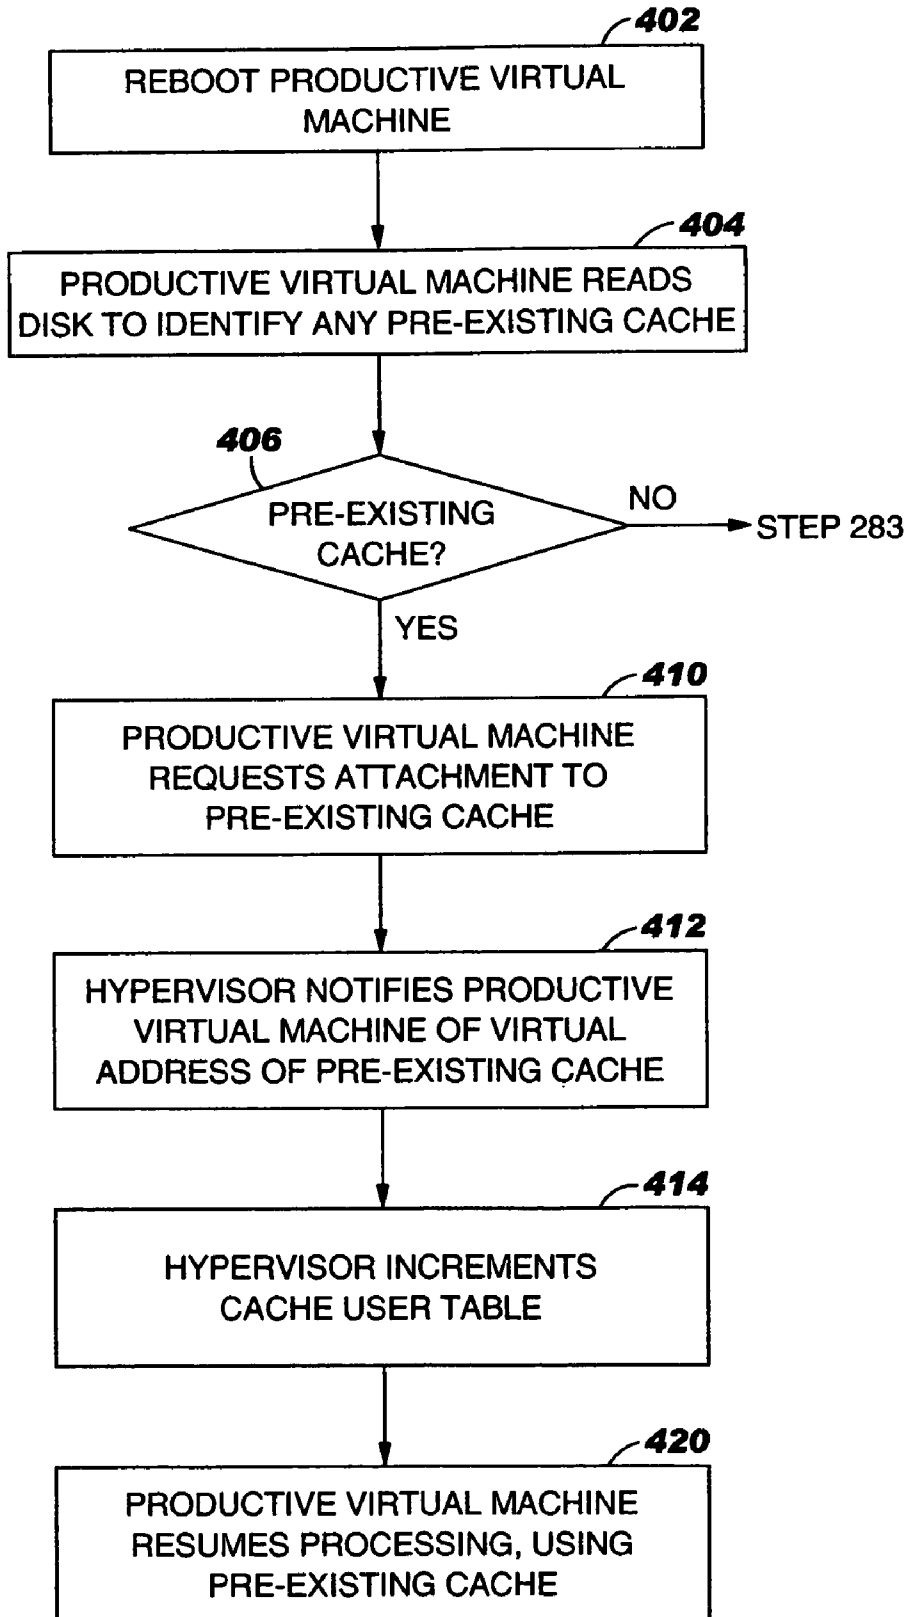 402
REBOOT PRODUCTIVE VIRTUAL
MACHINE
404
PRODUCTIVE VIRTUAL MACHINE READS
DISK TO IDENTIFY ANY PRE-EXISTING CACHE
406
PRE-EXISTING
CACHE?
NO
STEP 283
YES
410
PRODUCTIVE VIRTUAL MACHINE
REQUESTS ATTACHMENT TO
PRE-EXISTING CACHE
412
HYPERVISOR NOTIFIES PRODUCTIVE
VIRTUAL MACHINE OF VIRTUAL
ADDRESS OF PRE-EXISTING CACHE
414
HYPERVISOR INCREMENTS
CACHE USER TABLE
420
PRODUCTIVE VIRTUAL MACHINE
RESUMES PROCESSING, USING
PRE-EXISTING CACHE